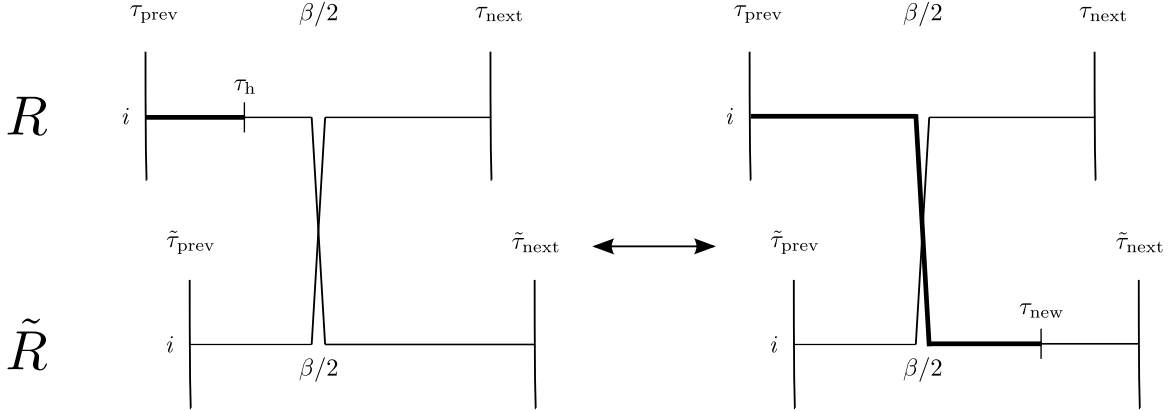 τ_prev β/2 τ_next τ_prev β/2 τ_next
τ_h
R i i
τ̃_prev τ̃_next τ̃_prev τ̃_next
τ_new
R̃ i i
β/2 β/2